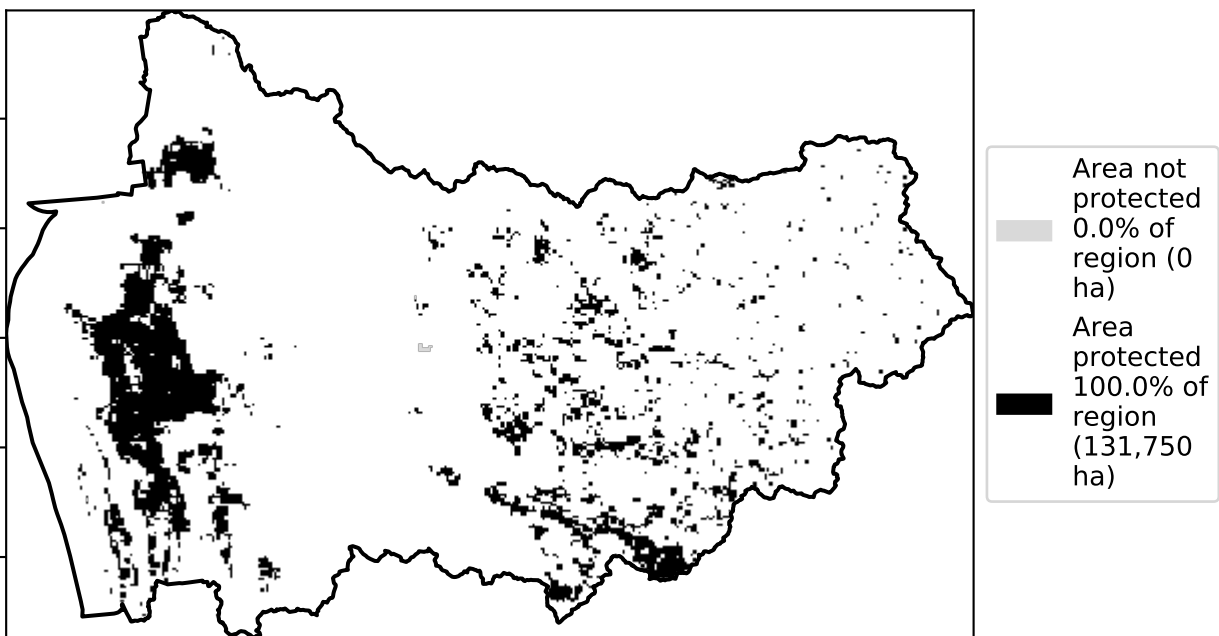 Area not
protected
0.0% of
region (0
ha)
Area
protected
100.0% of
region
(131,750
ha)